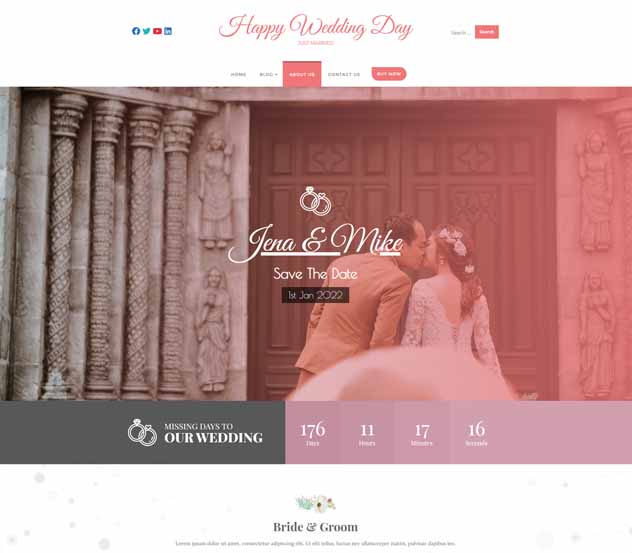 Happy Wedding Day
JUST MARRIED
Search ...
Search
HOME
BLOG
ABOUT US
CONTACT US
BUY NOW
Jena & Mike
Save The Date
1st Jan 2022
MISSING DAYS TO
OUR WEDDING
176
Days
11
Hours
17
Minutes
16
Seconds
Bride & Groom
Lorem ipsum dolor sit amet, consectetur adipiscing elit. Ut elit tellus, luctus nec ullamcorper mattis, pulvinar dapibus leo.